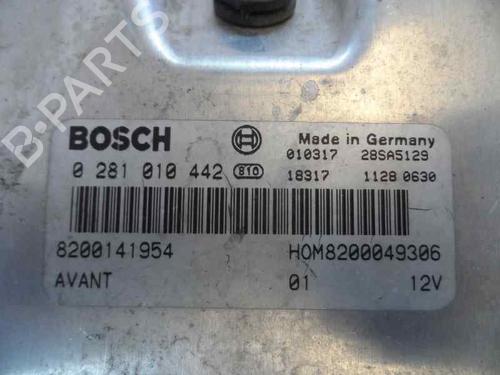 B-PARTS
BOSCH
Made in Germany
0 281 010 442 810
010317 28SA5129
18317 1128 0630
8200141954 HOM8200049306
AVANT 01 12V